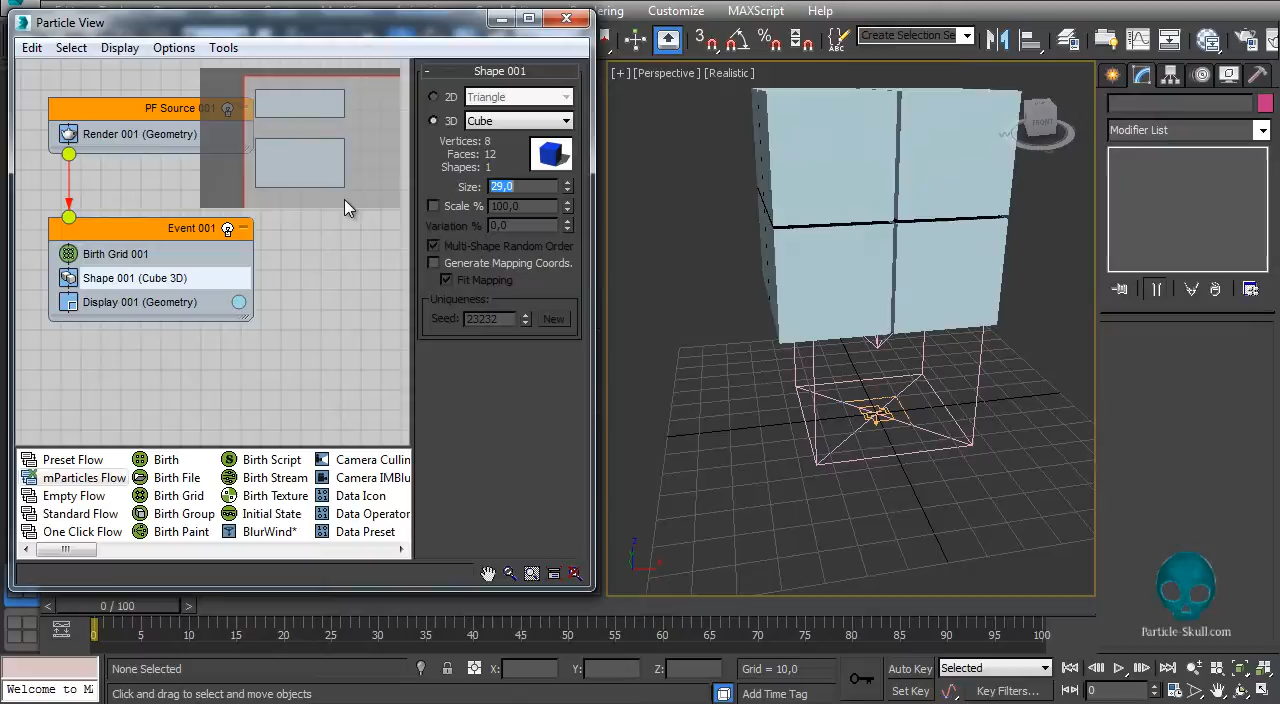 Rendering Customize MAXScript Help
Particle View
Edit Select Display Options Tools
Create Selection Se
PF Source 001
Render 001 (Geometry)
Event 001
Birth Grid 001
Shape 001 (Cube 3D)
Display 001 (Geometry)
Shape 001
2D Triangle
3D Cube
Vertices: 8
Faces: 12
Shapes: 1
Size: 29,0
Scale % 100,0
Variation % 0,0
Multi-Shape Random Order
Generate Mapping Coords.
Fit Mapping
Uniqueness:
Seed: 23232 New
[+] [Perspective] [Realistic]
FRONT
Modifier List
Preset Flow Birth Birth Script Camera Cullin
mParticles Flow Birth File Birth Stream Camera IMBlu
Empty Flow Birth Grid Birth Texture Data Icon
Standard Flow Birth Group Initial State Data Operator
One Click Flow Birth Paint BlurWind* Data Preset
Particle-Skull.com
0 / 100
0 5 10 15 20 25 30 35 40 45 50 55 60 65 70 75 80 85 90 95 100
None Selected X: Y: Z: Grid = 10,0 Auto Key Selected
Welcome to M Click and drag to select and move objects Add Time Tag Set Key Key Filters... 0